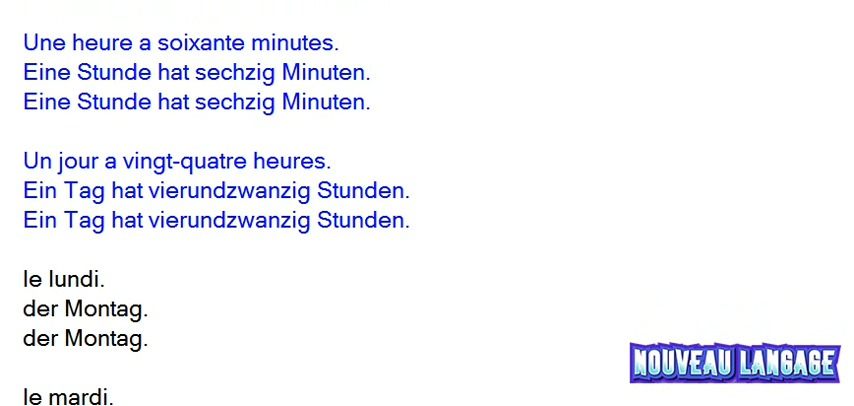 Une heure a soixante minutes.
Eine Stunde hat sechzig Minuten.
Eine Stunde hat sechzig Minuten.
Un jour a vingt-quatre heures.
Ein Tag hat vierundzwanzig Stunden.
Ein Tag hat vierundzwanzig Stunden.
le lundi.
der Montag.
der Montag.
NOUVEAU LANGAGE
le mardi.